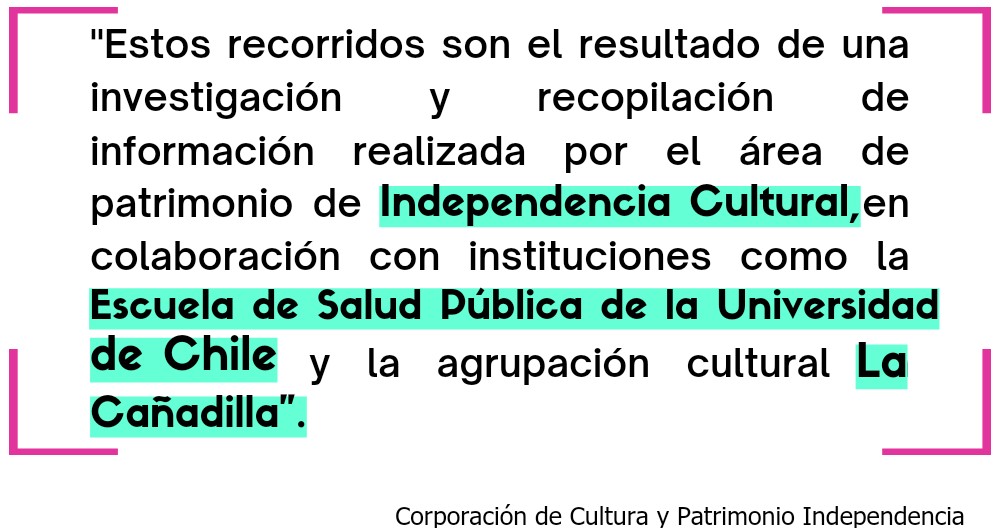 "Estos recorridos son el resultado de una
investigación y recopilación de
información realizada por el área de
patrimonio de Independencia Cultural,en
colaboración con instituciones como la
Escuela de Salud Pública de la Universidad
de Chile y la agrupación cultural La
Cañadilla”.
Corporación de Cultura y Patrimonio Independencia